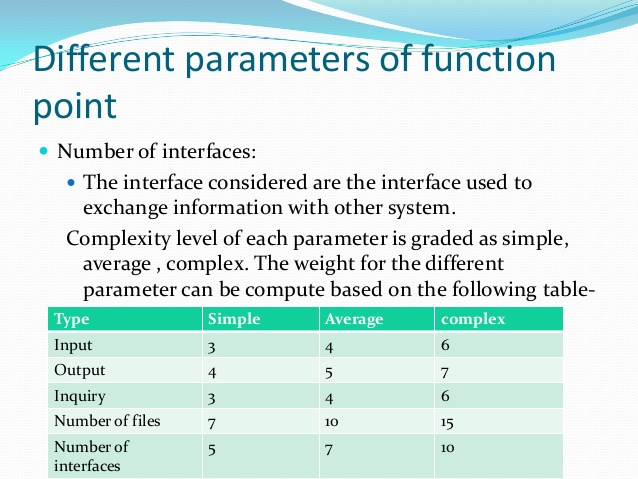 Different parameters of function
point
• Number of interfaces:
• The interface considered are the interface used to
exchange information with other system.
Complexity level of each parameter is graded as simple,
average , complex. The weight for the different
parameter can be compute based on the following table-
Type Simple Average complex
Input 3 4 6
Output 4 5 7
Inquiry 3 4 6
Number of files 7 10 15
Number of
interfaces 5 7 10